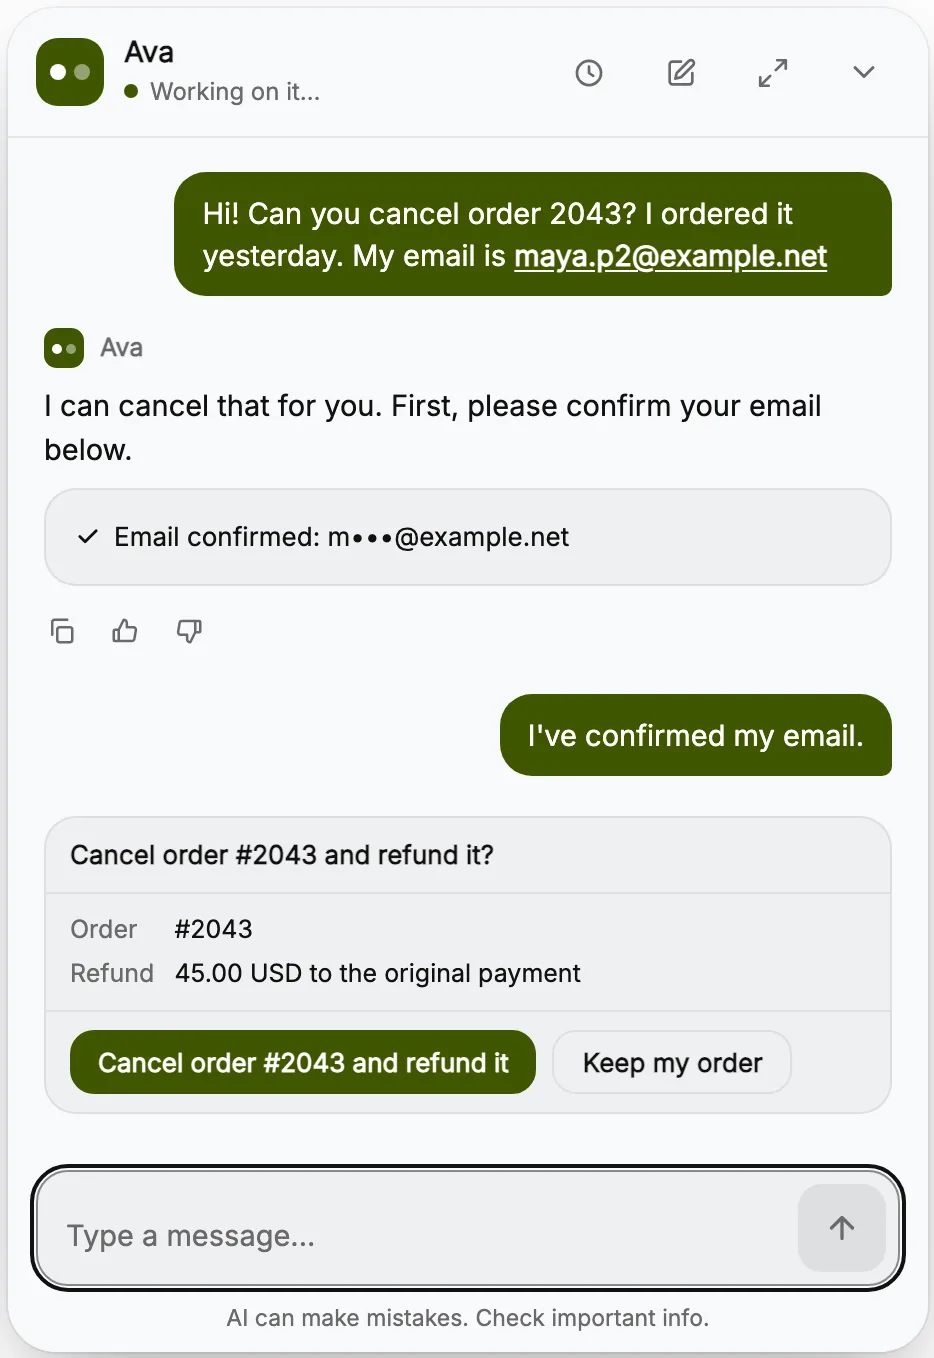 Ava
Working on it...
Hi! Can you cancel order 2043? I ordered it
yesterday. My email is maya.p2@example.net
Ava
I can cancel that for you. First, please confirm your email
below.
Email confirmed: m•••@example.net
I've confirmed my email.
Cancel order #2043 and refund it?
Order #2043
Refund 45.00 USD to the original payment
Cancel order #2043 and refund it
Keep my order
Type a message...
AI can make mistakes. Check important info.